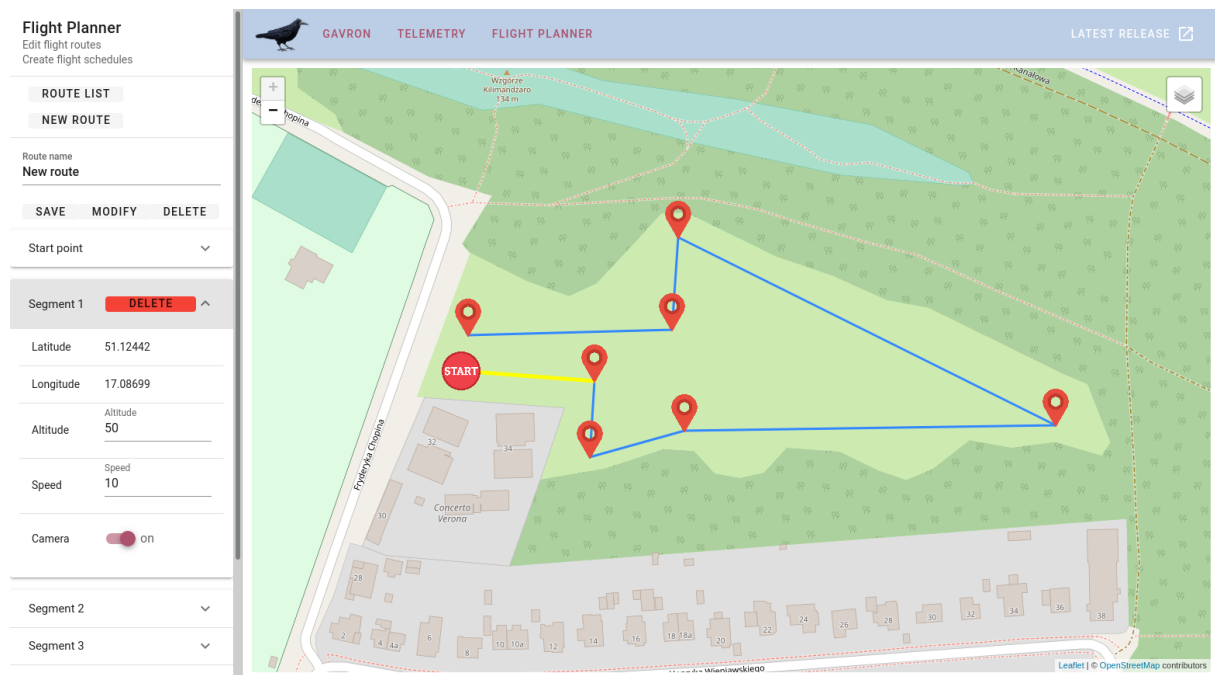 Flight Planner
Edit flight routes
Create flight schedules
ROUTE LIST
NEW ROUTE
Route name
New route
SAVE MODIFY DELETE
Start point
Segment 1 DELETE
Latitude 51.12442
Longitude 17.08699
Altitude
Altitude 50
Speed
Speed 10
Camera on
Segment 2
Segment 3
GAVRON TELEMETRY FLIGHT PLANNER
LATEST RELEASE
+
−
Wzgórze
Kilimandżaro
134 m
Kanałowa
Chopina
START
Fryderyka Chopina
32
34
30
Concerto
Verona
28
2
4
4a
6
8
10
10a
12
14
16
18
18a
20
22
24
26
28
30
32
34
36
38
Leaflet | © OpenStreetMap contributors